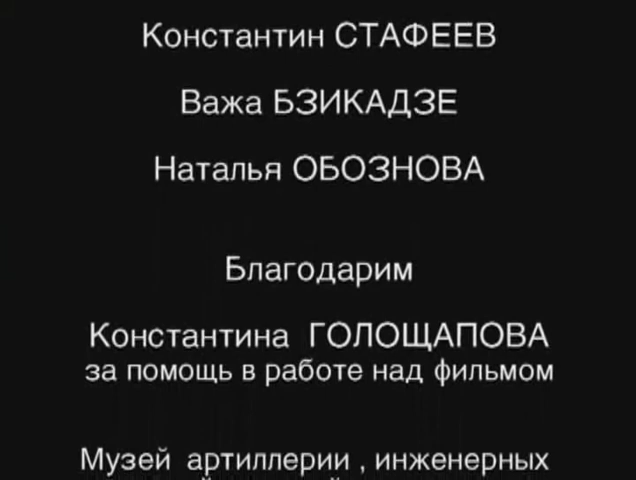 Константин СТАФЕЕВ
Важа БЗИКАДЗЕ
Наталья ОБОЗНОВА
Благодарим
Константина ГОЛОЩАПОВА
за помощь в работе над фильмом
Музей артиллерии , инженерных